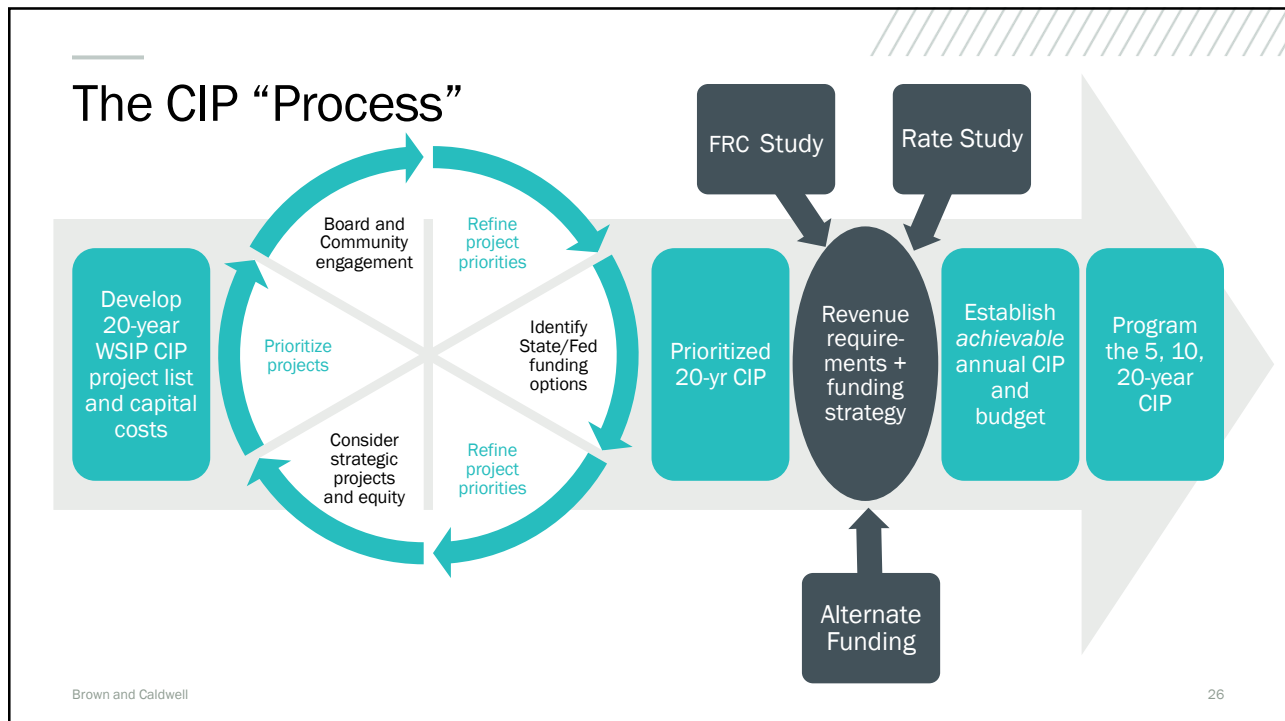 The CIP “Process”
Develop
20-year
WSIP CIP
project list
and capital
costs
Prioritize
projects
Board and
Community
engagement
Refine
project
priorities
Identify
State/Fed
funding
options
Refine
project
priorities
Consider
strategic
projects
and equity
Prioritized
20-yr CIP
FRC Study
Rate Study
Revenue
require-
ments +
funding
strategy
Alternate
Funding
Establish
achievable
annual CIP
and
budget
Program
the 5, 10,
20-year
CIP
Brown and Caldwell
26